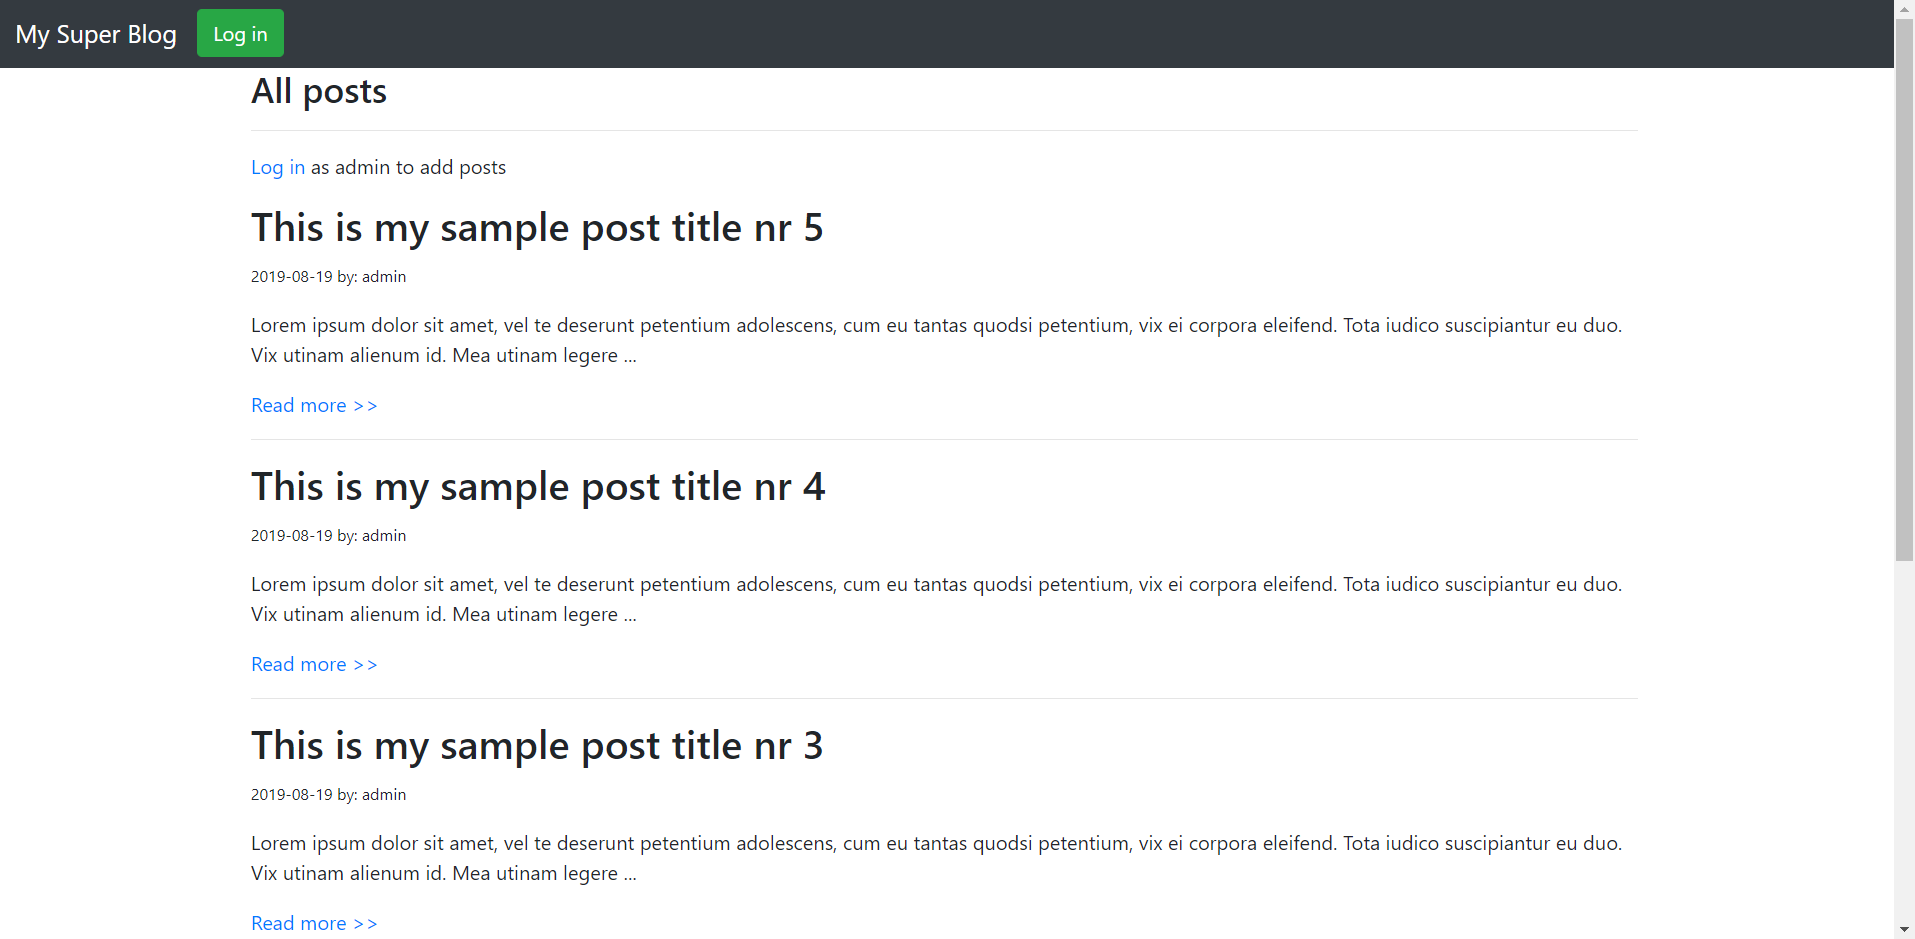 My Super Blog Log in
All posts
Log in as admin to add posts
This is my sample post title nr 5
2019-08-19 by: admin
Lorem ipsum dolor sit amet, vel te deserunt petentium adolescens, cum eu tantas quodsi petentium, vix ei corpora eleifend. Tota iudico suscipiantur eu duo.
Vix utinam alienum id. Mea utinam legere ...
Read more >>
This is my sample post title nr 4
2019-08-19 by: admin
Lorem ipsum dolor sit amet, vel te deserunt petentium adolescens, cum eu tantas quodsi petentium, vix ei corpora eleifend. Tota iudico suscipiantur eu duo.
Vix utinam alienum id. Mea utinam legere ...
Read more >>
This is my sample post title nr 3
2019-08-19 by: admin
Lorem ipsum dolor sit amet, vel te deserunt petentium adolescens, cum eu tantas quodsi petentium, vix ei corpora eleifend. Tota iudico suscipiantur eu duo.
Vix utinam alienum id. Mea utinam legere ...
Read more >>